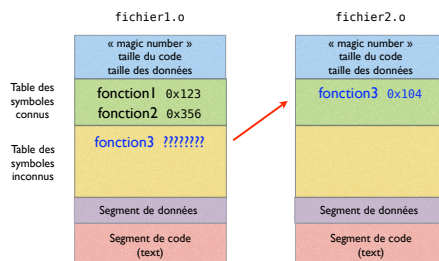 fichier1.o
« magic number »
taille du code
taille des données
Table des
symboles
connus
fonction1 0x123
fonction2 0x356
Table des
symboles
inconnus
fonction3 ????????
Segment de données
Segment de code
(text)
fichier2.o
« magic number »
taille du code
taille des données
fonction3 0x104
Segment de données
Segment de code
(text)